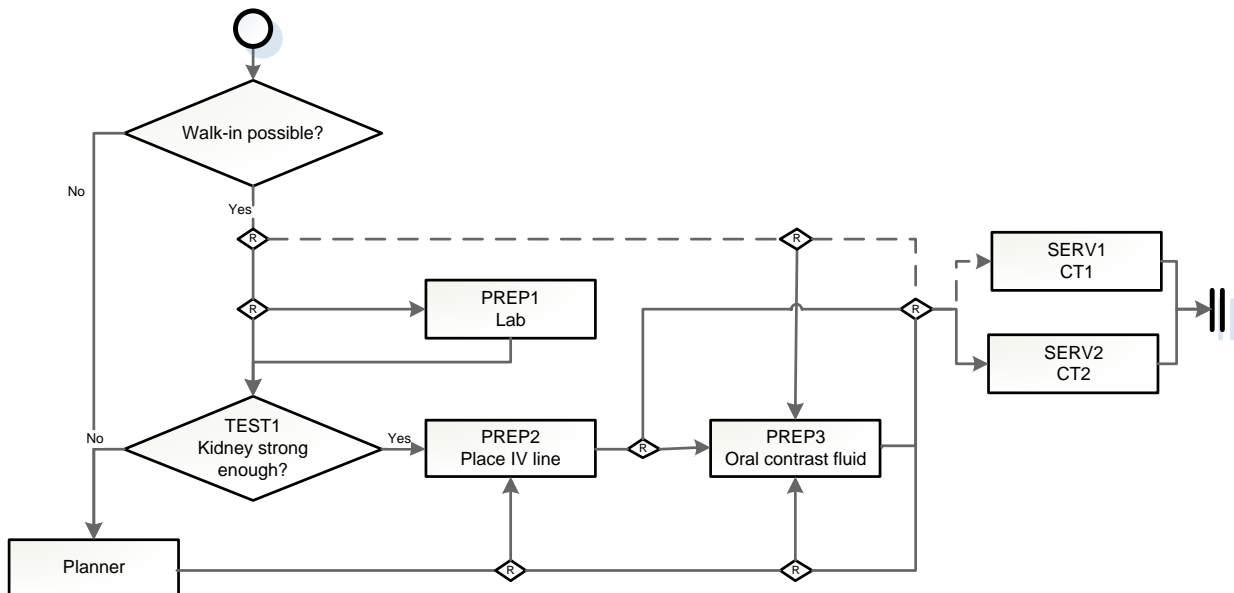 Walk-in possible?
No
Yes
R
R
SERV1
CT1
PREP1
Lab
R
R
SERV2
CT2
TEST1
Kidney strong
enough?
No
Yes
PREP2
Place IV line
R
PREP3
Oral contrast fluid
Planner
R
R